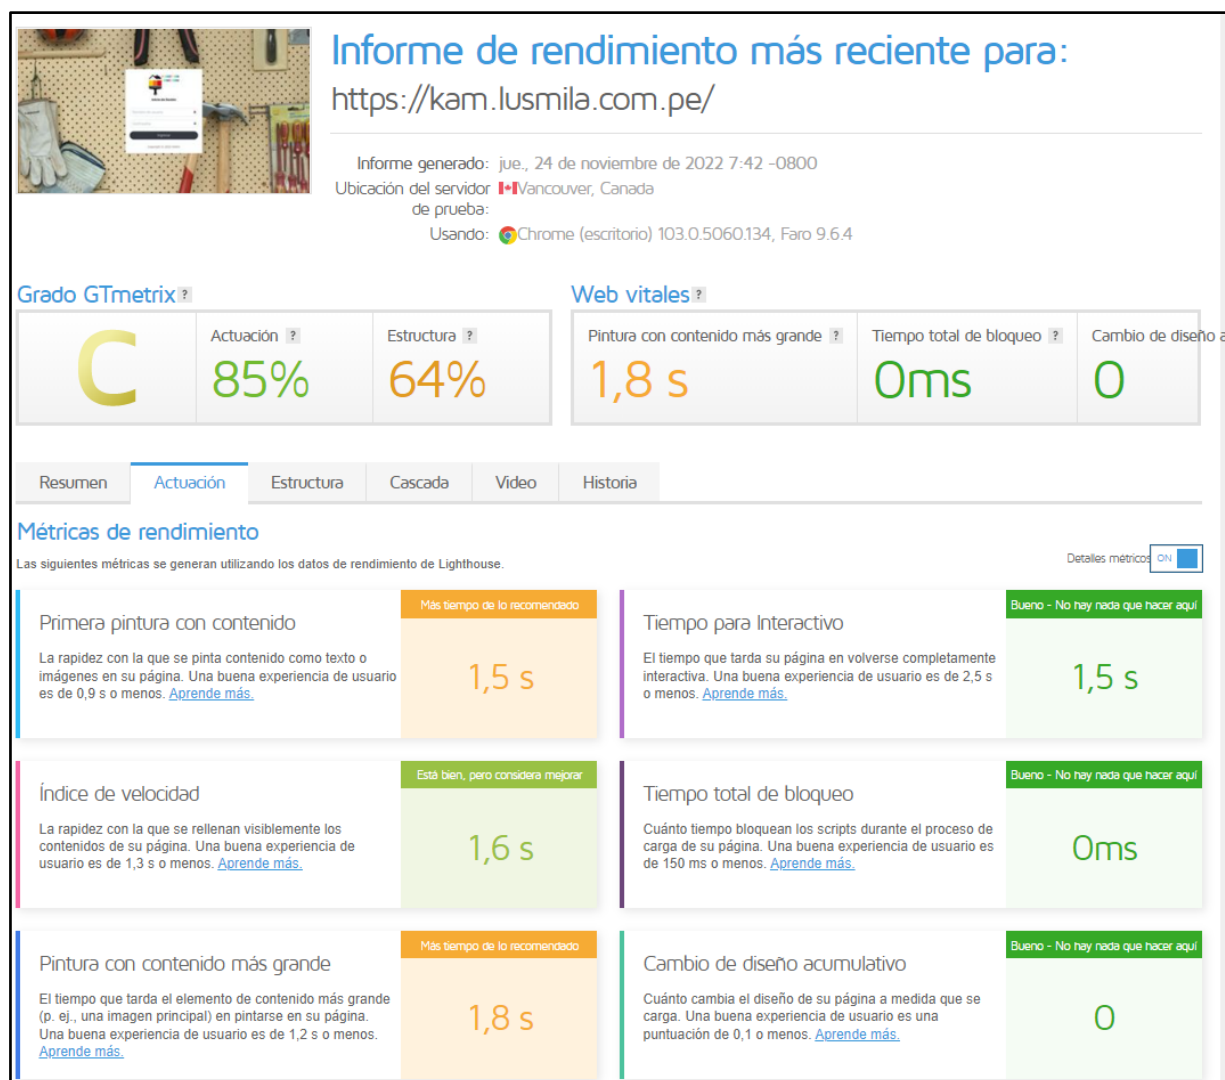 Informe de rendimiento más reciente para:
https://kam.lusmila.com.pe/
Informe generado: jue., 24 de noviembre de 2022 7:42 -0800
Ubicación del servidor de prueba: Vancouver, Canada
Usando: Chrome (escritorio) 103.0.5060.134, Faro 9.6.4
Grado GTmetrix ?
C
Actuación ?
85%
Estructura ?
64%
Web vitales ?
Pintura con contenido más grande ?
1,8 s
Tiempo total de bloqueo ?
0ms
Cambio de diseño a
0
Resumen
Actuación
Estructura
Cascada
Video
Historia
Métricas de rendimiento
Las siguientes métricas se generan utilizando los datos de rendimiento de Lighthouse.
Detalles métricos ON
Primera pintura con contenido
La rapidez con la que se pinta contenido como texto o
imágenes en su página. Una buena experiencia de usuario
es de 0,9 s o menos. Aprende más.
Más tiempo de lo recomendado
1,5 s
Tiempo para Interactivo
El tiempo que tarda su página en volverse completamente
interactiva. Una buena experiencia de usuario es de 2,5 s
o menos. Aprende más.
Bueno - No hay nada que hacer aquí
1,5 s
Índice de velocidad
La rapidez con la que se rellenan visiblemente los
contenidos de su página. Una buena experiencia de
usuario es de 1,3 s o menos. Aprende más.
Está bien, pero considera mejorar
1,6 s
Tiempo total de bloqueo
Cuánto tiempo bloquean los scripts durante el proceso de
carga de su página. Una buena experiencia de usuario es
de 150 ms o menos. Aprende más.
Bueno - No hay nada que hacer aquí
0ms
Pintura con contenido más grande
El tiempo que tarda el elemento de contenido más grande
(p. ej., una imagen principal) en pintarse en su página.
Una buena experiencia de usuario es de 1,2 s o menos.
Aprende más.
Más tiempo de lo recomendado
1,8 s
Cambio de diseño acumulativo
Cuánto cambia el diseño de su página a medida que se
carga. Una buena experiencia de usuario es una
puntuación de 0,1 o menos. Aprende más.
Bueno - No hay nada que hacer aquí
0